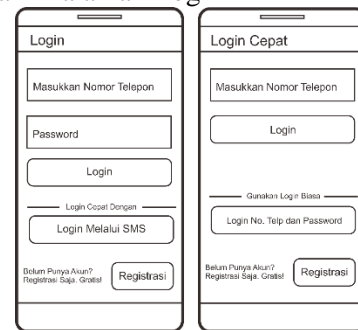 Login
Masukkan Nomor Telepon
Password
Login
Login Cepat Dengan
Login Melalui SMS
Belum Punya Akun?
Registrasi Saja. Gratis!
Registrasi
Login Cepat
Masukkan Nomor Telepon
Login
Gunakan Login Biasa
Login No. Telp dan Password
Belum Punya Akun?
Registrasi Saja. Gratis!
Registrasi